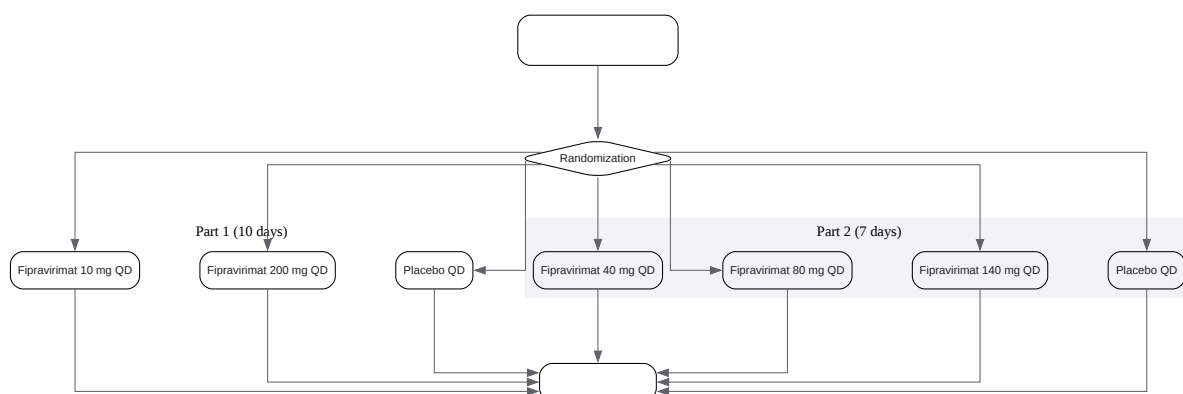 Randomization
Part 1 (10 days)
Part 2 (7 days)
Fipravirimat 10 mg QD
Fipravirimat 200 mg QD
Placebo QD
Fipravirimat 40 mg QD
Fipravirimat 80 mg QD
Fipravirimat 140 mg QD
Placebo QD